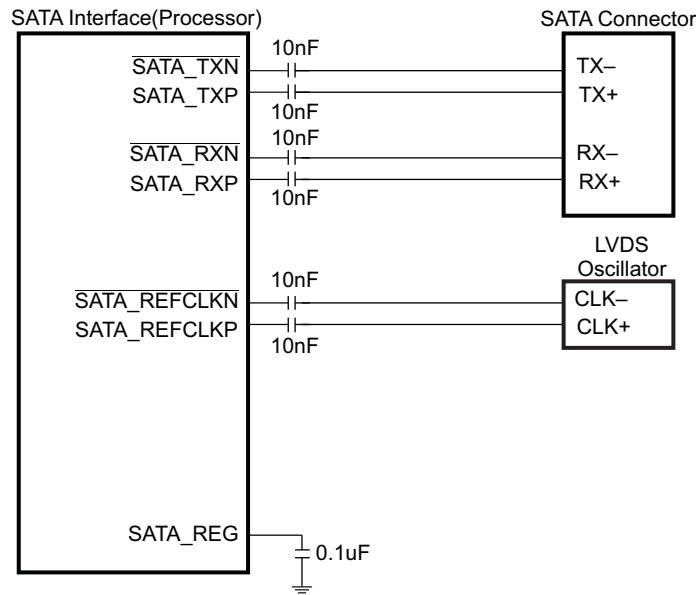 SATA Interface(Processor)
SATA Connector
10nF
SATA_TXN
TX–
SATA_TXP
TX+
10nF
10nF
SATA_RXN
RX–
SATA_RXP
RX+
10nF
LVDS
Oscillator
10nF
SATA_REFCLKN
CLK–
SATA_REFCLKP
CLK+
10nF
SATA_REG
0.1uF